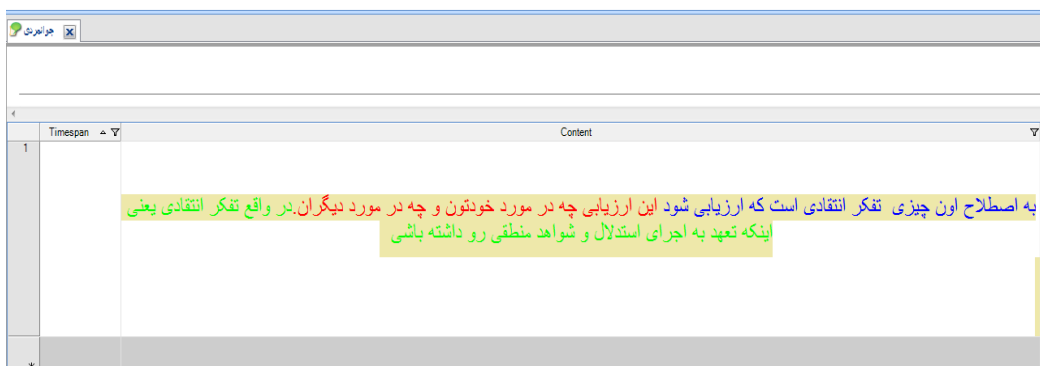 جوانمردی
Timespan
Content
1
به اصطلاح اون چیزی تفکر انتقادی است که ارزیابی شود این ارزیابی چه در مورد خودتون و چه در مورد دیگران.در واقع تفکر انتقادی یعنی
اینکه تعهد به اجرای استدلال و شواهد منطقی رو داشته باشی
*